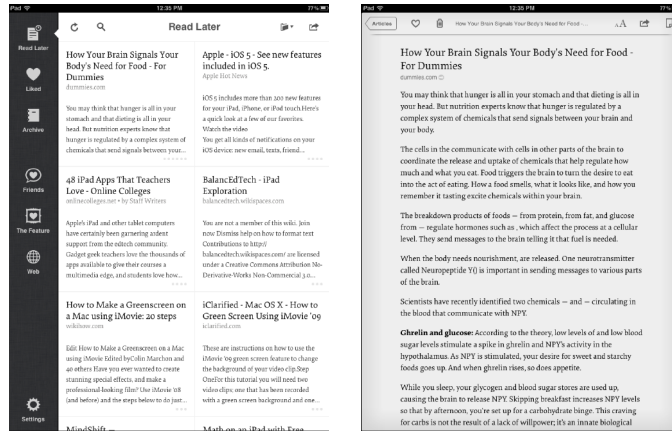 iPad 12:35 PM 77%
Read Later
Read Later
Liked
Archive
Friends
The Feature
Web
Settings
How Your Brain Signals Your
Body's Need for Food - For
Dummies
dummies.com
You may think that hunger is all in your
stomach and that dieting is all in your
head. But nutrition experts know that
hunger is regulated by a complex system of
chemicals that send signals between your...
Apple - iOS 5 - See new features
included in iOS 5.
Apple Hot News
iOS 5 includes more than 200 new features
for your iPad, iPhone, or iPod touch Here's
a quick look at a few of our favorites.
Watch the video
You get all kinds of notifications on your
iOS device: new email, texts, friend...
48 iPad Apps That Teachers
Love - Online Colleges
onlinecolleges.net • by Staff Writers
Apple's iPad and other tablet computers
have certainly been garnering ardent
support from the edtech community.
Gadget geek teachers love the thousands of
apps available to give their courses a
multimedia edge, and students love how...
BalancEdTech - iPad
Exploration
balancedtech.wikispaces.com
You are not a member of this wiki. Join
now Dismiss help on how to format text
Contributions to http://
balancedtech.wikispaces.com/ are licensed
under a Creative Commons Attribution No-
Derivative-Works Non-Commercial 3.0...
How to Make a Greenscreen on
a Mac using iMovie: 20 steps
wikihow.com
Edit How to Make a Greenscreen on a Mac
using iMovie Edited byColin Marchon and
40 others Have you ever wanted to create
stunning special effects, and make a
professional-looking film? Use iMovie '08
(and before) and the steps below to do just...
iClarified - Mac OS X - How to
Green Screen Using iMovie '09
iclarified.com
These are instructions on how to use the
iMovie '09 green screen feature to change
the background of your video clip.Step
OneFor this tutorial you will need two
video clips; one that has been recorded
with a green screen background and one...
MindShift —
Math on an iPad with Free
iPad 12:35 PM 77%
Articles
How Your Brain Signals Your Body's Need for Food - ...
AA
How Your Brain Signals Your Body's Need for Food -
For Dummies
dummies.com
You may think that hunger is all in your stomach and that dieting is all in
your head. But nutrition experts know that hunger is regulated by a
complex system of chemicals that send signals between your brain and
your body.
The cells in the communicate with cells in other parts of the brain to
coordinate the release and uptake of chemicals that help regulate how
much and what you eat. Food triggers the brain to turn the desire to eat
into the act of eating. How a food smells, what it looks like, and how you
remember it tasting excite chemicals within your brain.
The breakdown products of foods — from protein, from fat, and glucose
from — regulate hormones such as , which affect the process at a cellular
level. They send messages to the brain telling it that fuel is needed.
When the body needs nourishment, are released. One neurotransmitter
called Neuropeptide Y() is important in sending messages to various parts
of the brain.
Scientists have recently identified two chemicals — and — circulating in
the blood that communicate with NPY.
Ghrelin and glucose: According to the theory, low levels of and low blood
sugar levels stimulate a spike in ghrelin and NPY's activity in the
hypothalamus. As NPY is stimulated, your desire for sweet and starchy
foods goes up. And when ghrelin rises, so does appetite.
While you sleep, your glycogen and blood sugar stores are used up,
causing the brain to release NPY. Skipping breakfast increases NPY levels
so that by afternoon, you're set up for a carbohydrate binge. This craving
for carbs is not the result of a lack of willpower; it's an innate biological